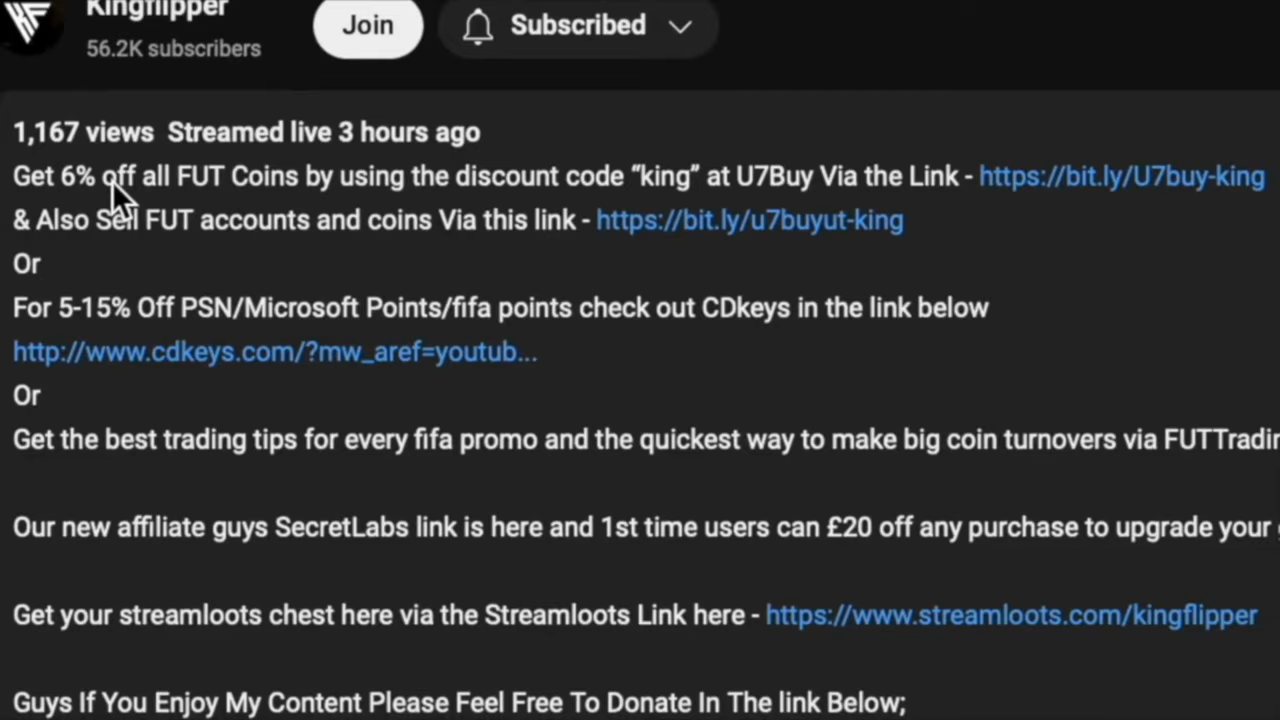 Kingflipper
56.2K subscribers
Join
Subscribed
1,167 views Streamed live 3 hours ago
Get 6% off all FUT Coins by using the discount code “king” at U7Buy Via the Link - https://bit.ly/U7buy-king
& Also Sell FUT accounts and coins Via this link - https://bit.ly/u7buyut-king
Or
For 5-15% Off PSN/Microsoft Points/fifa points check out CDkeys in the link below
http://www.cdkeys.com/?mw_aref=youtub...
Or
Get the best trading tips for every fifa promo and the quickest way to make big coin turnovers via
Our new affiliate guys SecretLabs link is here and 1st time users can £20 off any purchase to upgrade your
Get your streamloots chest here via the Streamloots Link here - https://www.streamloots.com/kingflipper
Guys If You Enjoy My Content Please Feel Free To Donate In The link Below;